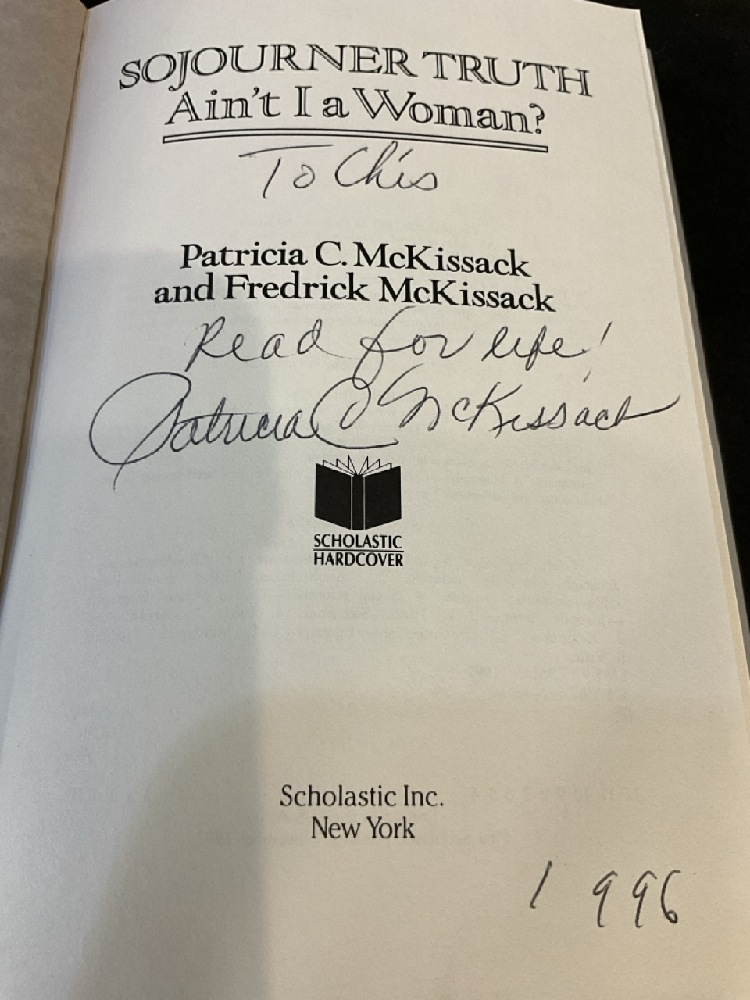 SOJOURNER TRUTH
Ain't I a Woman?
To Chis
Patricia C. McKissack
and Fredrick McKissack
Read for life!
Patricia C McKissack
SCHOLASTIC
HARDCOVER
Scholastic Inc.
New York
1996